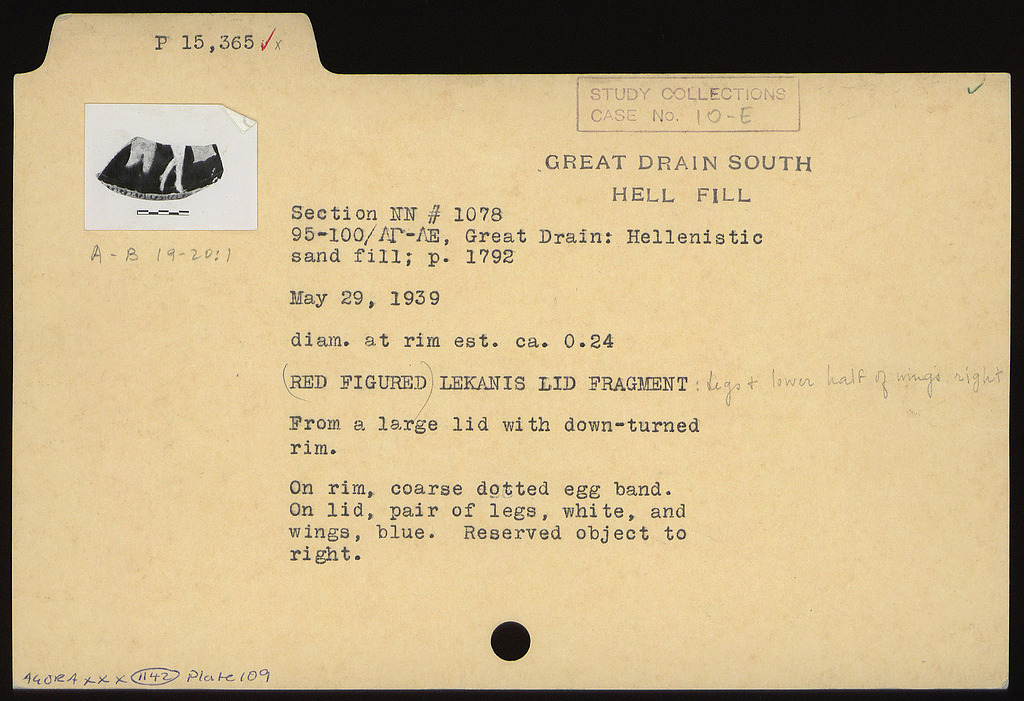 P 15,365 ✓ x
STUDY COLLECTIONS
CASE No. 10-E
GREAT DRAIN SOUTH
HELL FILL
Section NN # 1078
95-100/ΛΓ-ΛE, Great Drain: Hellenistic
sand fill; p. 1792
A-B 19-20:1
May 29, 1939
diam. at rim est. ca. 0.24
(RED FIGURED) LEKANIS LID FRAGMENT: Legs + lower half of wings right
From a large lid with down-turned
rim.
On rim, coarse dotted egg band.
On lid, pair of legs, white, and
wings, blue. Reserved object to
right.
AGORA XXX 1142 Plate 109